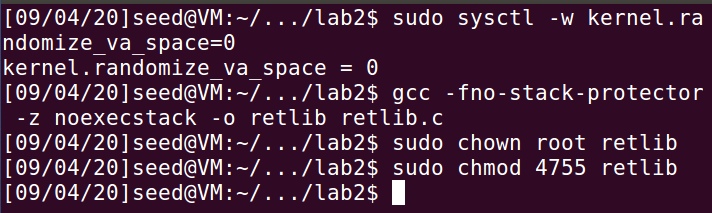 [09/04/20]seed@VM:~/.../lab2$ sudo sysctl -w kernel.ra
ndomize_va_space=0
kernel.randomize_va_space = 0
[09/04/20]seed@VM:~/.../lab2$ gcc -fno-stack-protector
 -z noexecstack -o retlib retlib.c
[09/04/20]seed@VM:~/.../lab2$ sudo chown root retlib
[09/04/20]seed@VM:~/.../lab2$ sudo chmod 4755 retlib
[09/04/20]seed@VM:~/.../lab2$